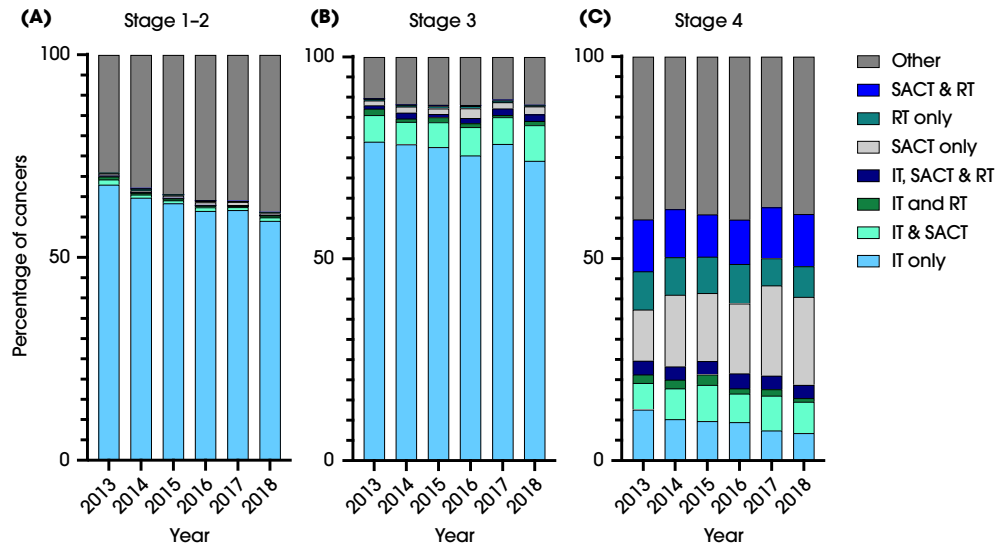 (A)
Stage 1–2
100
50
0
Percentage of cancers
2013
2014
2015
2016
2017
2018
Year
(B)
Stage 3
100
50
0
2013
2014
2015
2016
2017
2018
Year
(C)
Stage 4
100
50
0
2013
2014
2015
2016
2017
2018
Year
Other
SACT & RT
RT only
SACT only
IT, SACT & RT
IT and RT
IT & SACT
IT only